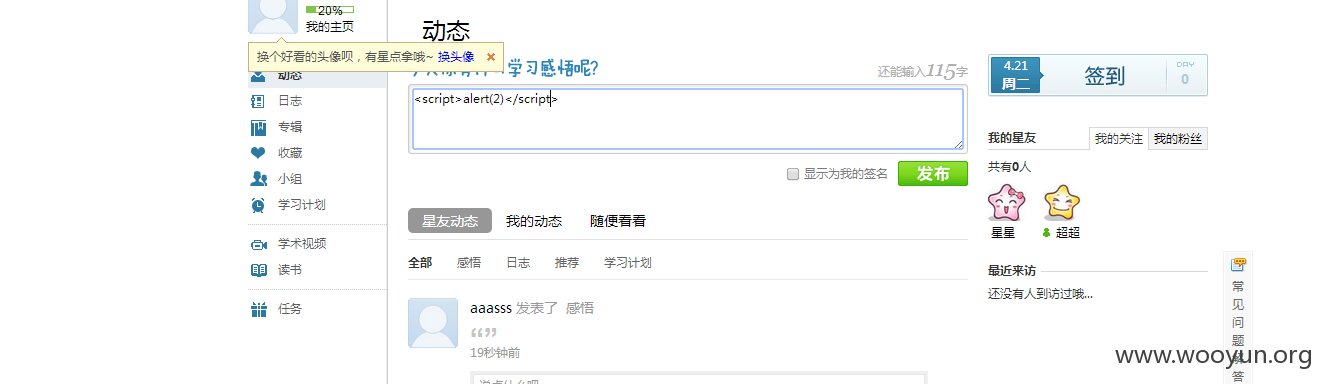 20%
我的主页
换个好看的头像呗，有星点拿哦~ 换头像
动态
日志
专辑
收藏
小组
学习计划
学术视频
读书
任务
动态
学习感悟呢?
还能输入115字
<script>alert(2)</script>
显示为我的签名
发布
星友动态 我的动态 随便看看
全部 感悟 日志 推荐 学习计划
aaasss 发表了 感悟
19秒钟前
说点什么吧
4.21
周二
签到
DAY
0
我的星友
我的关注
我的粉丝
共有0人
星星
超超
最近来访
还没有人到访过哦...
常
见
问
题
解
答
www.wooyun.org